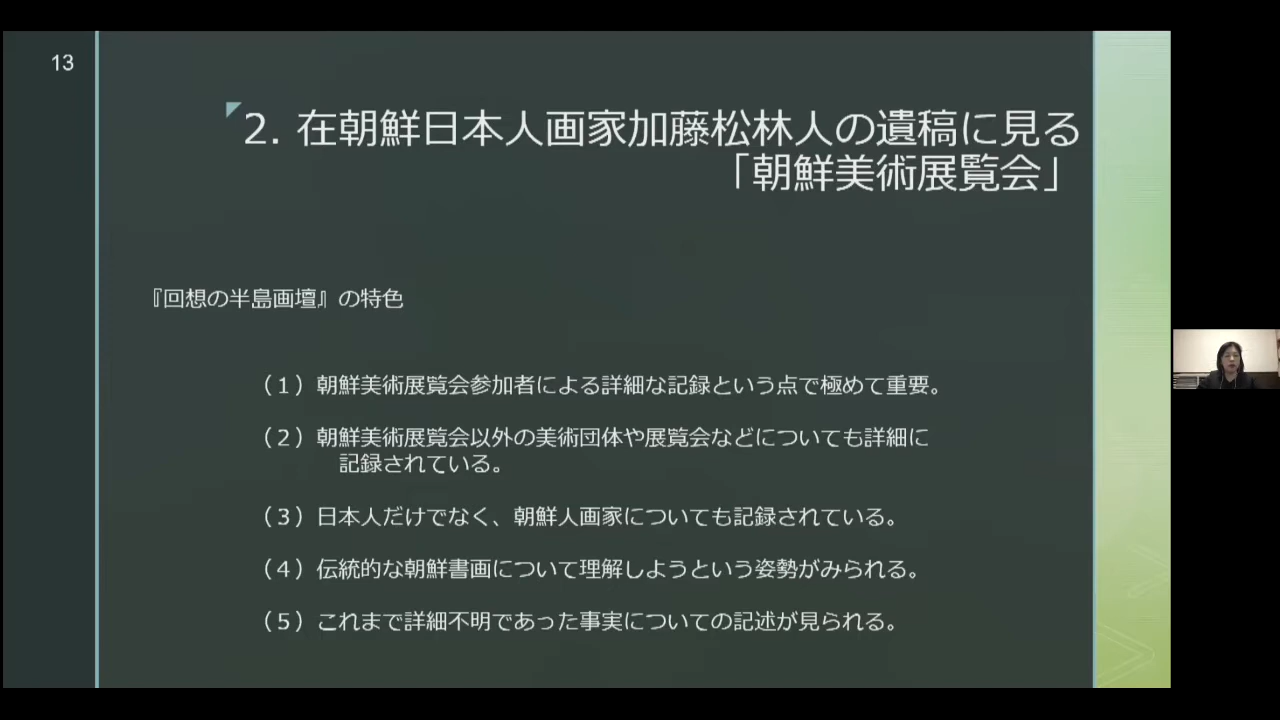 13
2. 在朝鮮日本人画家加藤松林人の遺稿に見る
「朝鮮美術展覧会」
『回想の半島画壇』の特色
（1）朝鮮美術展覧会参加者による詳細な記録という点で極めて重要。
（2）朝鮮美術展覧会以外の美術団体や展覧会などについても詳細に
記録されている。
（3）日本人だけでなく、朝鮮人画家についても記録されている。
（4）伝統的な朝鮮書画について理解しようという姿勢がみられる。
（5）これまで詳細不明であった事実についての記述が見られる。